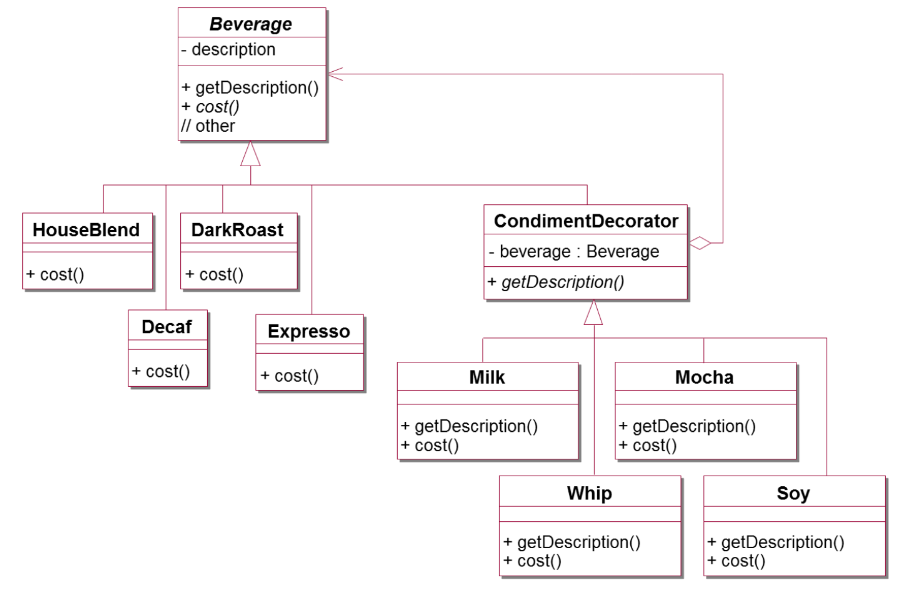 Beverage
- description
+ getDescription()
+ cost()
// other
HouseBlend
+ cost()
DarkRoast
+ cost()
CondimentDecorator
- beverage : Beverage
+ getDescription()
Decaf
+ cost()
Expresso
+ cost()
Milk
+ getDescription()
+ cost()
Mocha
+ getDescription()
+ cost()
Whip
+ getDescription()
+ cost()
Soy
+ getDescription()
+ cost()